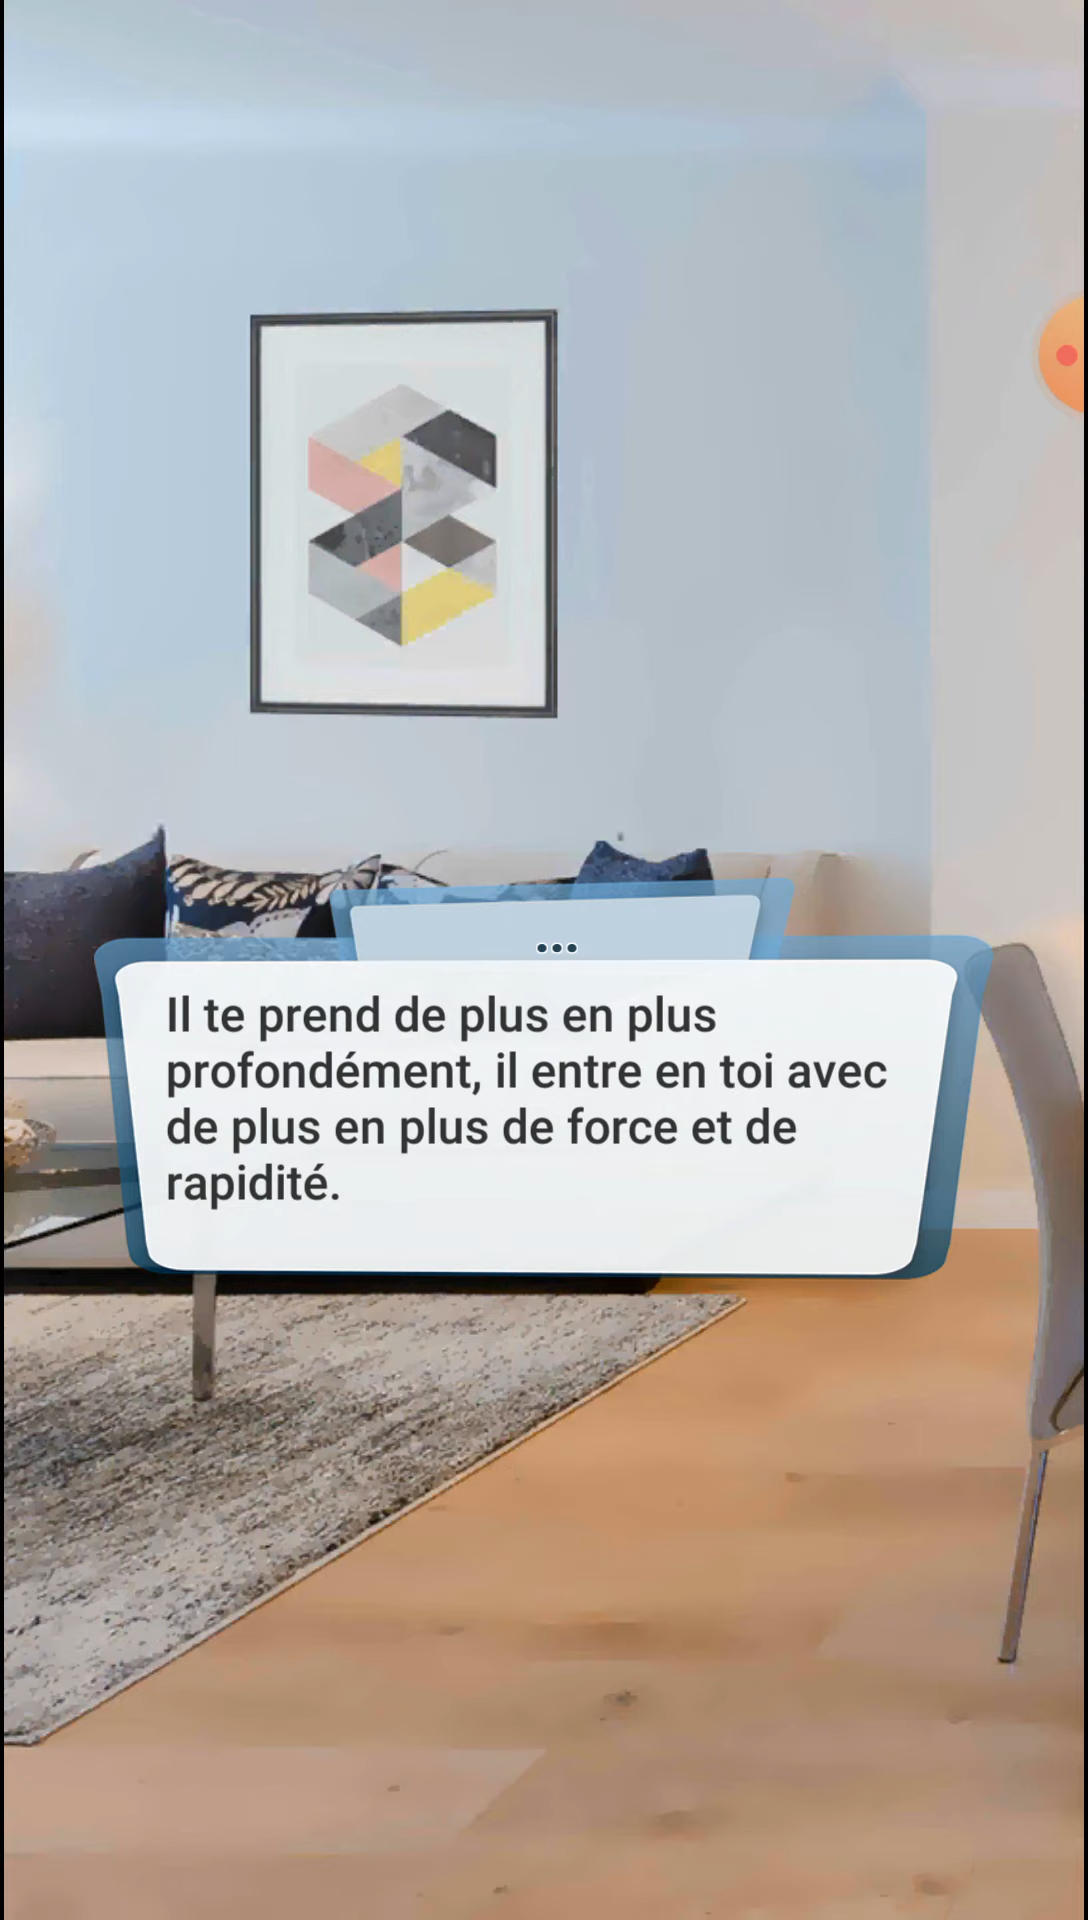 ...
Il te prend de plus en plus
profondément, il entre en toi avec
de plus en plus de force et de
rapidité.